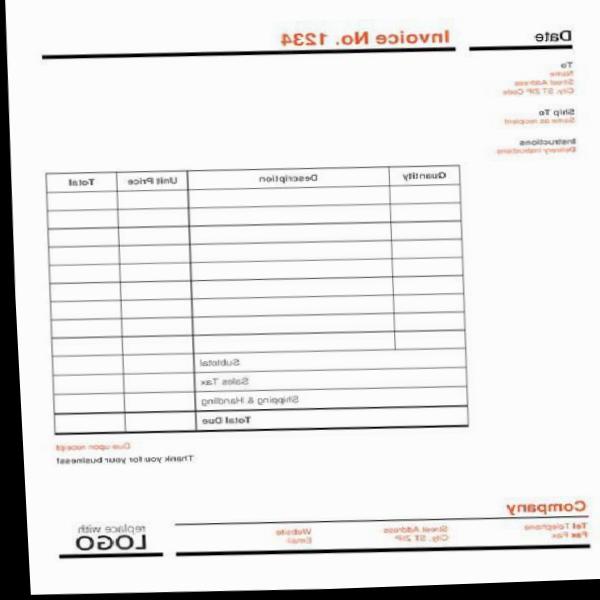 Date
Invoice No. 1234
To
Name
Street Address
City, ST ZIP Code
Ship To
Same as recipient
Instructions
Delivery instructions
Quantity Description Unit Price Total
Subtotal
Sales Tax
Shipping & Handling
Total Due
Due upon receipt
Thank you for your business!
Company
Tel Telephone Street Address Website
Fax Fax City, ST ZIP Email
replace with
LOGO